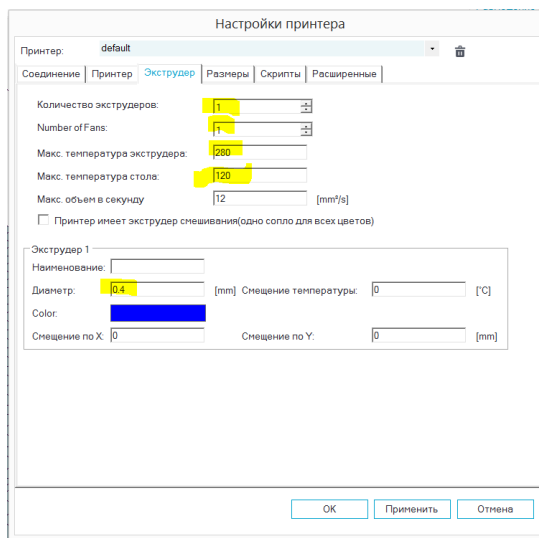 Настройки принтера
Принтер: default
Соединение Принтер Экструдер Размеры Скрипты Расширенные
Количество экструдеров: 1
Number of Fans: 1
Макс. температура экструдера: 280
Макс. температура стола: 120
Макс. объем в секунду 12 [mm³/s]
Принтер имеет экструдер смешивания(одно сопло для всех цветов)
Экструдер 1
Наименование:
Диаметр: 0.4 [mm] Смещение температуры: 0 [°C]
Color:
Смещение по X: 0 Смещение по Y: 0 [mm]
OK Применить Отмена